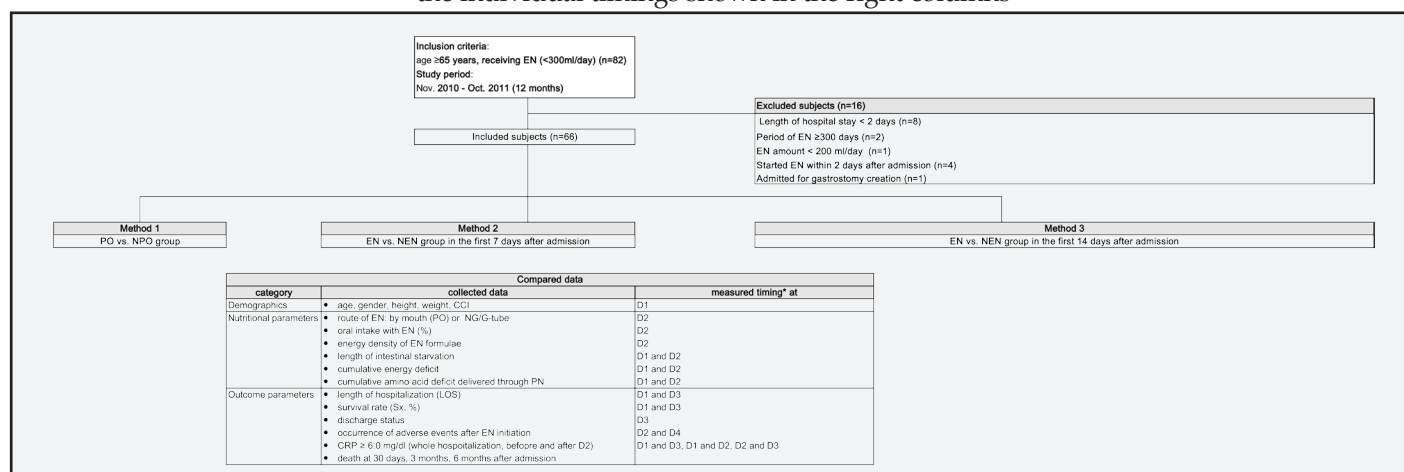 the individual timings shown in the right columns
Inclusion criteria:
age ≥65 years, receiving EN (<300ml/day) (n=82)
Study period:
Nov. 2010 - Oct. 2011 (12 months)
Excluded subjects (n=16)
Length of hospital stay < 2 days (n=8)
Period of EN ≥300 days (n=2)
EN amount < 200 ml/day (n=1)
Started EN within 2 days after admission (n=4)
Admitted for gastrostomy creation (n=1)
Included subjects (n=66)
Method 1
PO vs. NPO group
Method 2
EN vs. NEN group in the first 7 days after admission
Method 3
EN vs. NEN group in the first 14 days after admission
Compared data
category collected data measured timing* at
Demographics • age, gender, height, weight, CCI D1
Nutritional parameters • route of EN: by mouth (PO) or NG/G-tube D2
• oral intake with EN (%) D2
• energy density of EN formulae D2
• length of intestinal starvation D1 and D2
• cumulative energy deficit D1 and D2
• cumulative amino acid deficit delivered through PN D1 and D2
Outcome parameters • length of hospitalization (LOS) D1 and D3
• survival rate (Sx, %) D1 and D3
• discharge status D3
• occurrence of adverse events after EN initiation D2 and D4
• CRP ≥ 6.0 mg/dl (whole hospoitalization, befopre and after D2) D1 and D3, D1 and D2, D2 and D3
• death at 30 days, 3 months, 6 months after admission